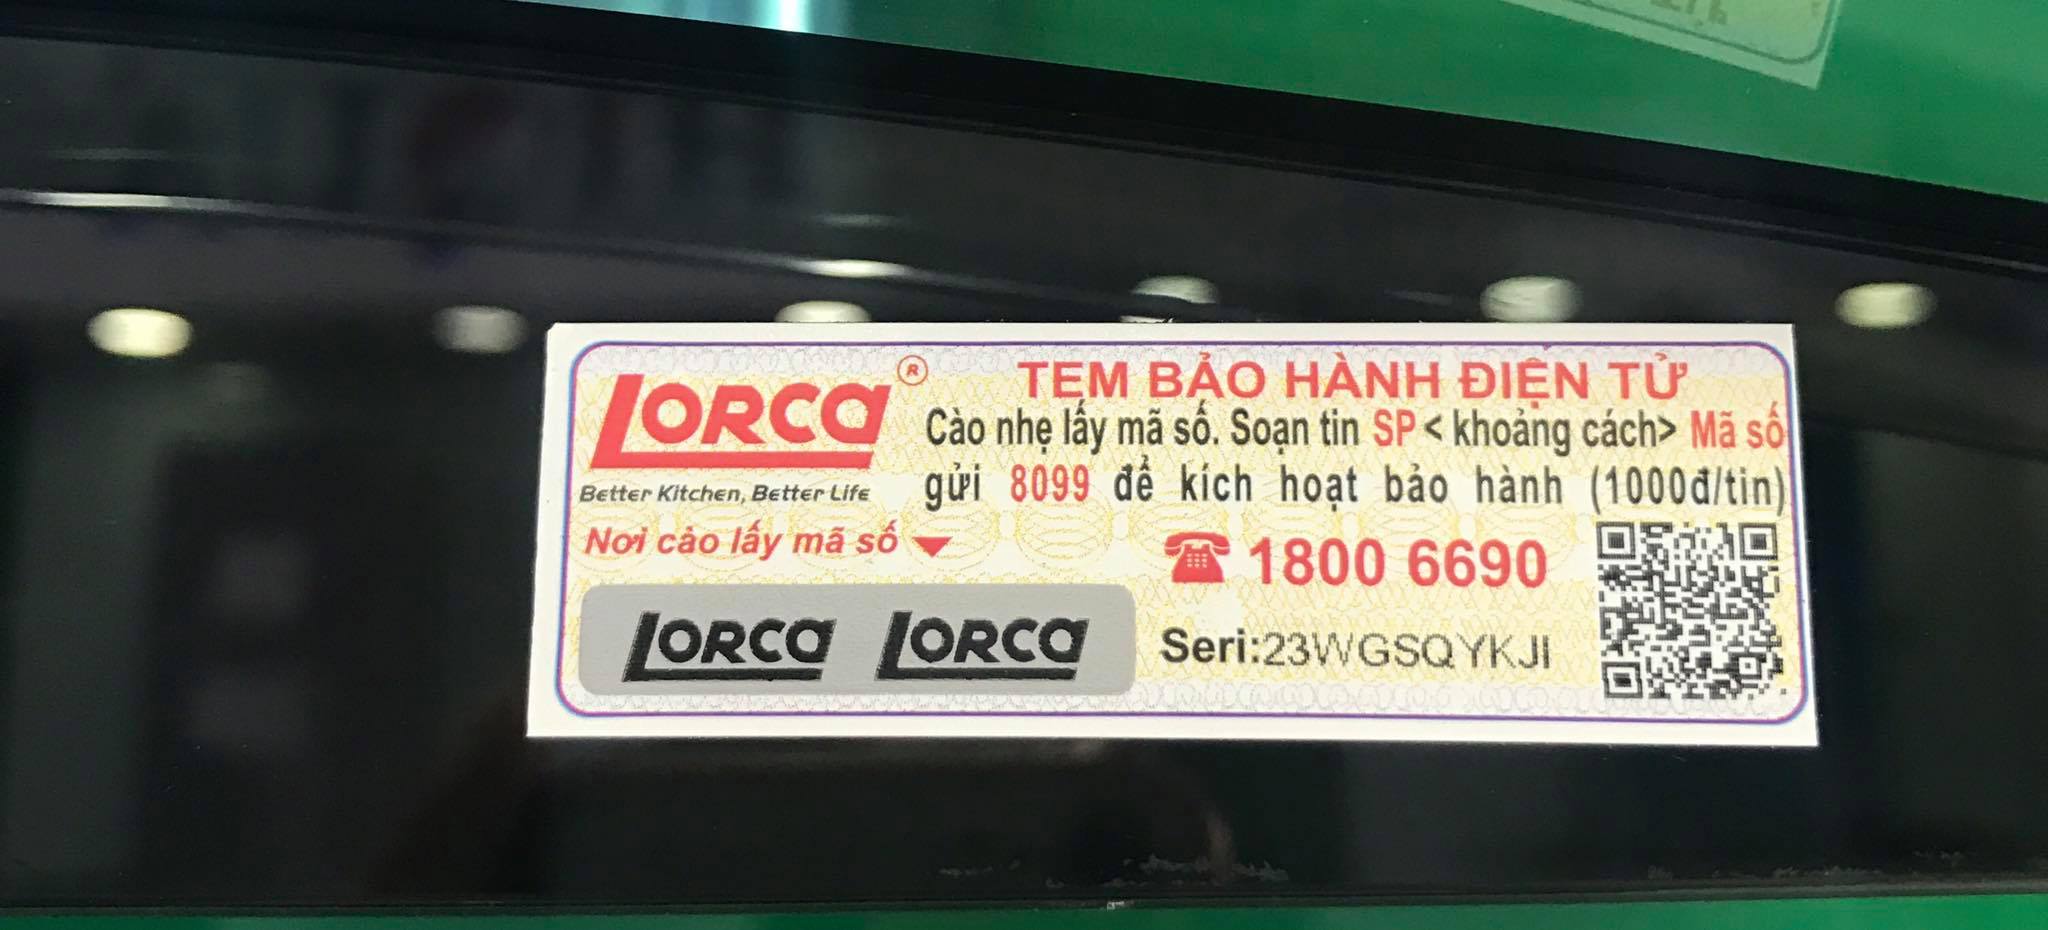 LORCA ®
Better Kitchen, Better Life
TEM BẢO HÀNH ĐIỆN TỬ
Cào nhẹ lấy mã số. Soạn tin SP < khoảng cách> Mã số
gửi 8099 để kích hoạt bảo hành (1000đ/tin)
Nơi cào lấy mã số
1800 6690
LORCA LORCA
Seri:23WGSQYKJI